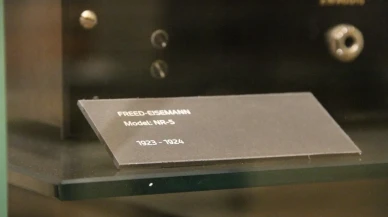 FREED-EISEMANN
Model: NR-5
1923 - 1924